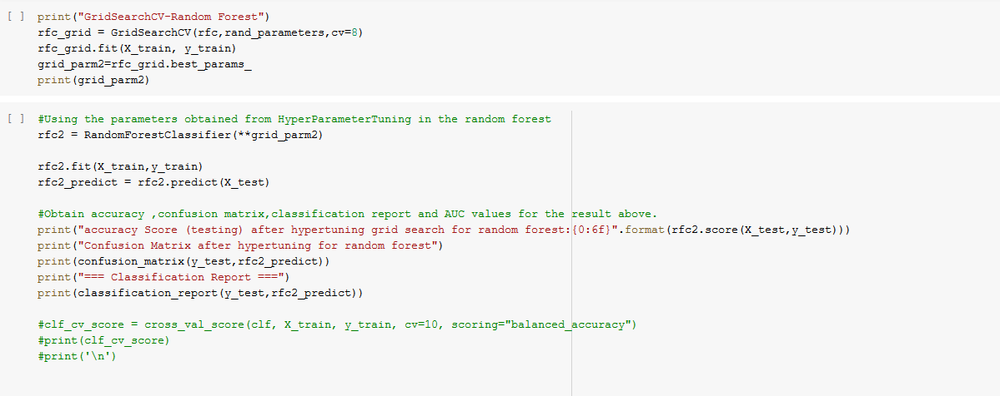 [ ] print("GridSearchCV-Random Forest")
rfc_grid = GridSearchCV(rfc,rand_parameters,cv=8)
rfc_grid.fit(X_train, y_train)
grid_parm2=rfc_grid.best_params_
print(grid_parm2)
[ ] #Using the parameters obtained from HyperParameterTuning in the random forest
rfc2 = RandomForestClassifier(**grid_parm2)
rfc2.fit(X_train,y_train)
rfc2_predict = rfc2.predict(X_test)
#Obtain accuracy ,confusion matrix,classification report and AUC values for the result above.
print("accuracy Score (testing) after hypertuning grid search for random forest:{0:6f}".format(rfc2.score(X_test,y_test)))
print("Confusion Matrix after hypertuning for random forest")
print(confusion_matrix(y_test,rfc2_predict))
print("=== Classification Report ===")
print(classification_report(y_test,rfc2_predict))
#clf_cv_score = cross_val_score(clf, X_train, y_train, cv=10, scoring="balanced_accuracy")
#print(clf_cv_score)
#print('\n')